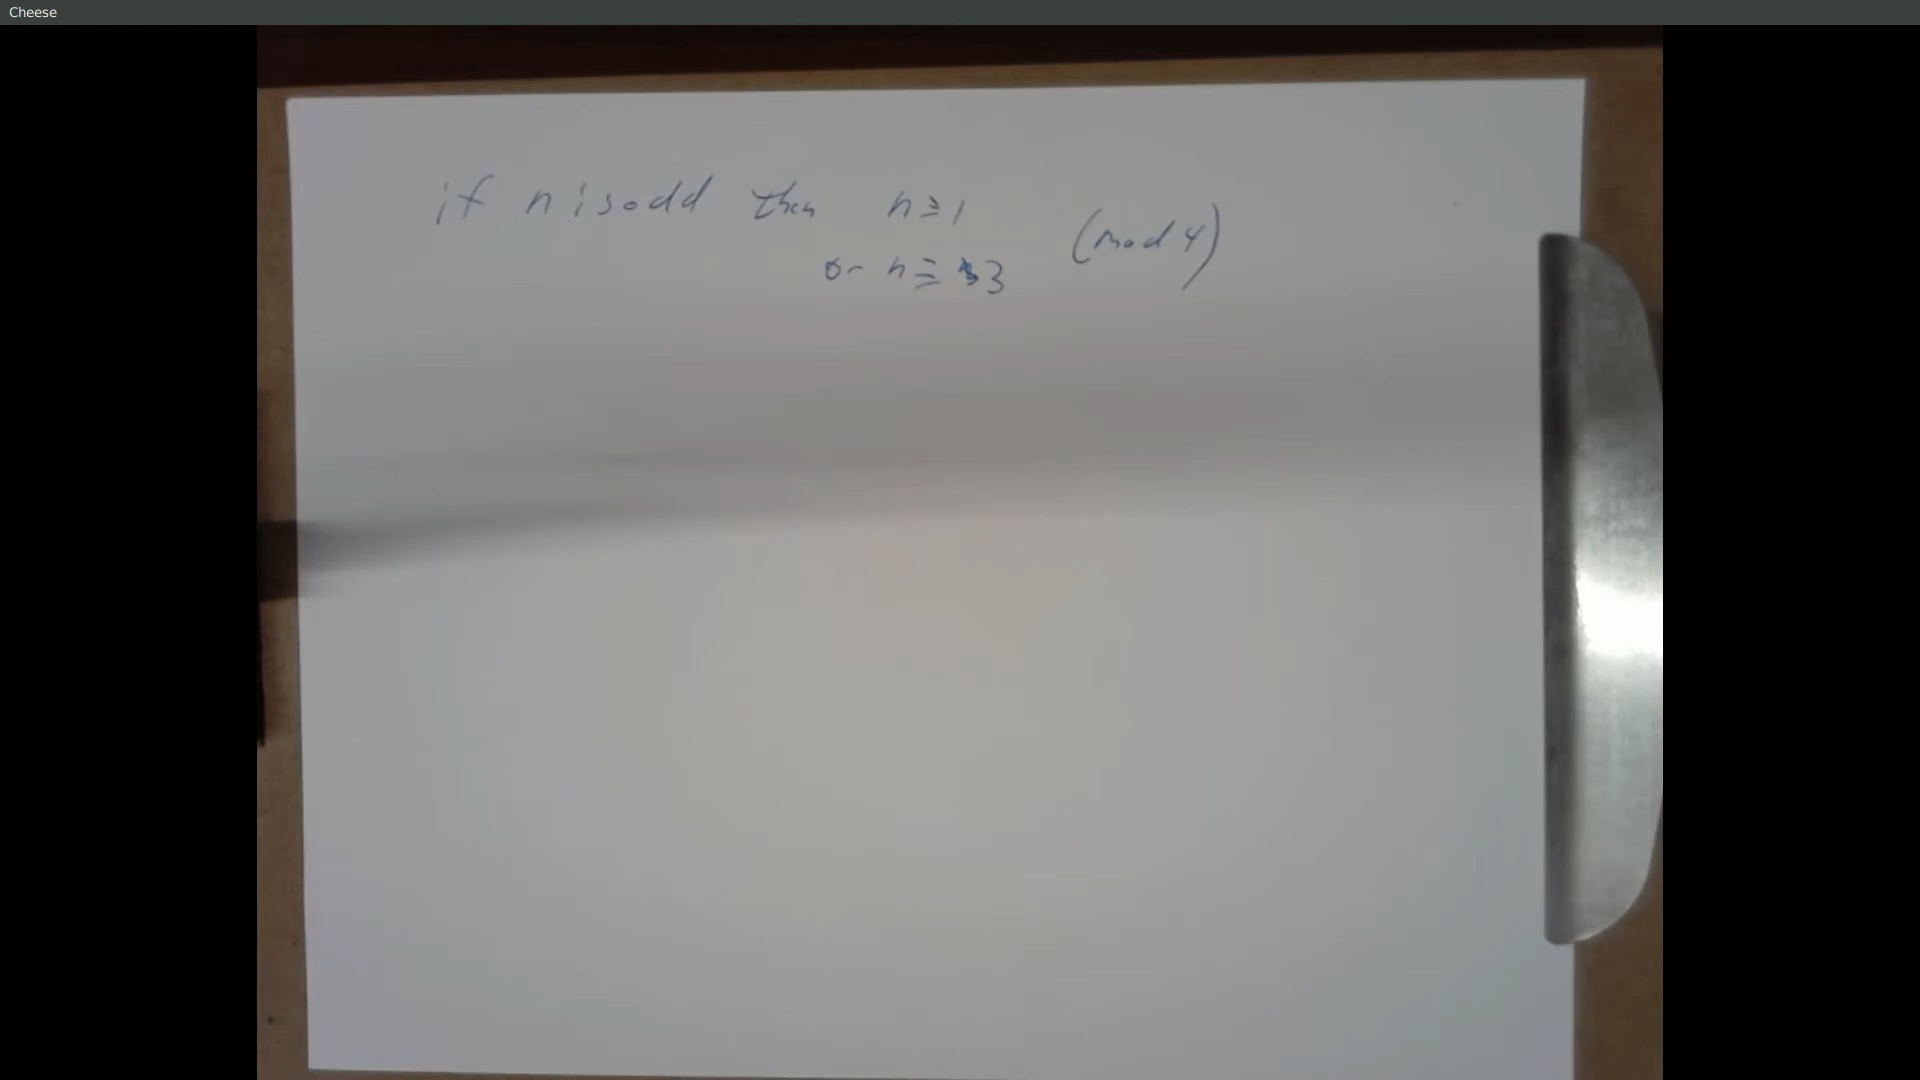 Cheese
if n is odd then n ≡ 1
or n ≡ 3 (mod 4)